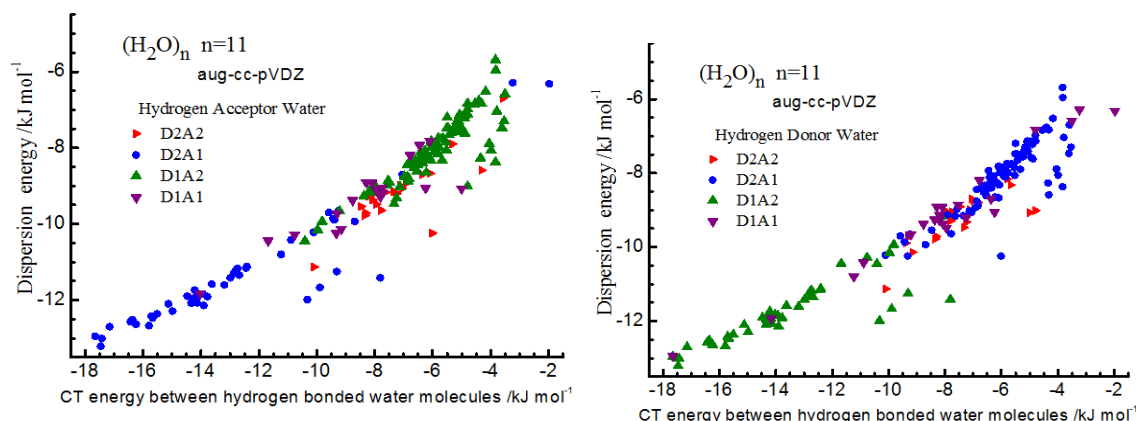 (H₂O)ₙ n=11
aug-cc-pVDZ
Hydrogen Acceptor Water
D2A2
D2A1
D1A2
D1A1
Dispersion energy /kJ mol⁻¹
-6
-8
-10
-12
-18 -16 -14 -12 -10 -8 -6 -4 -2
CT energy between hydrogen bonded water molecules /kJ mol⁻¹
(H₂O)ₙ n=11
aug-cc-pVDZ
Hydrogen Donor Water
D2A2
D2A1
D1A2
D1A1
Dispersion energy /kJ mol⁻¹
-6
-8
-10
-12
-14
-18 -16 -14 -12 -10 -8 -6 -4 -2
CT energy between hydrogen bonded water molecules /kJ mol⁻¹